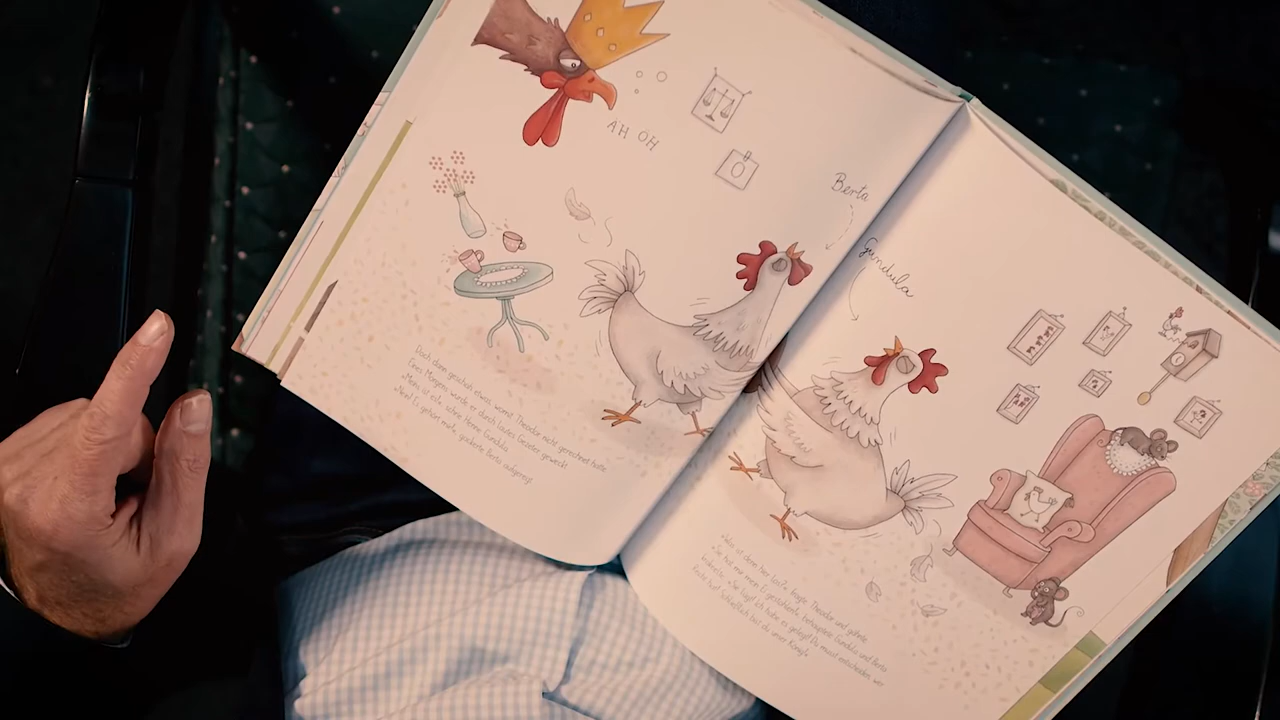 AH OH
Berta
Gundula
Doch dann geschah etwas, womit Theodor nicht gerechnet hatte.
Eines Morgens wurde er durch lautes Gezeter geweckt.
»Mein ist es!«, schrie Henne Gundula.
»Nein! Es gehört mir!«, gackerte Berta aufgeregt.
»Was ist denn hier los?«, fragte Theodor und gähnte.
»Sie hat mir mein Ei gestohlen!«, behauptete Gundula und Berta
»Sie lügt! Ich habe es gelegt! Du musst entscheiden, wer
Recht hat! Schließlich bist du unser König!«